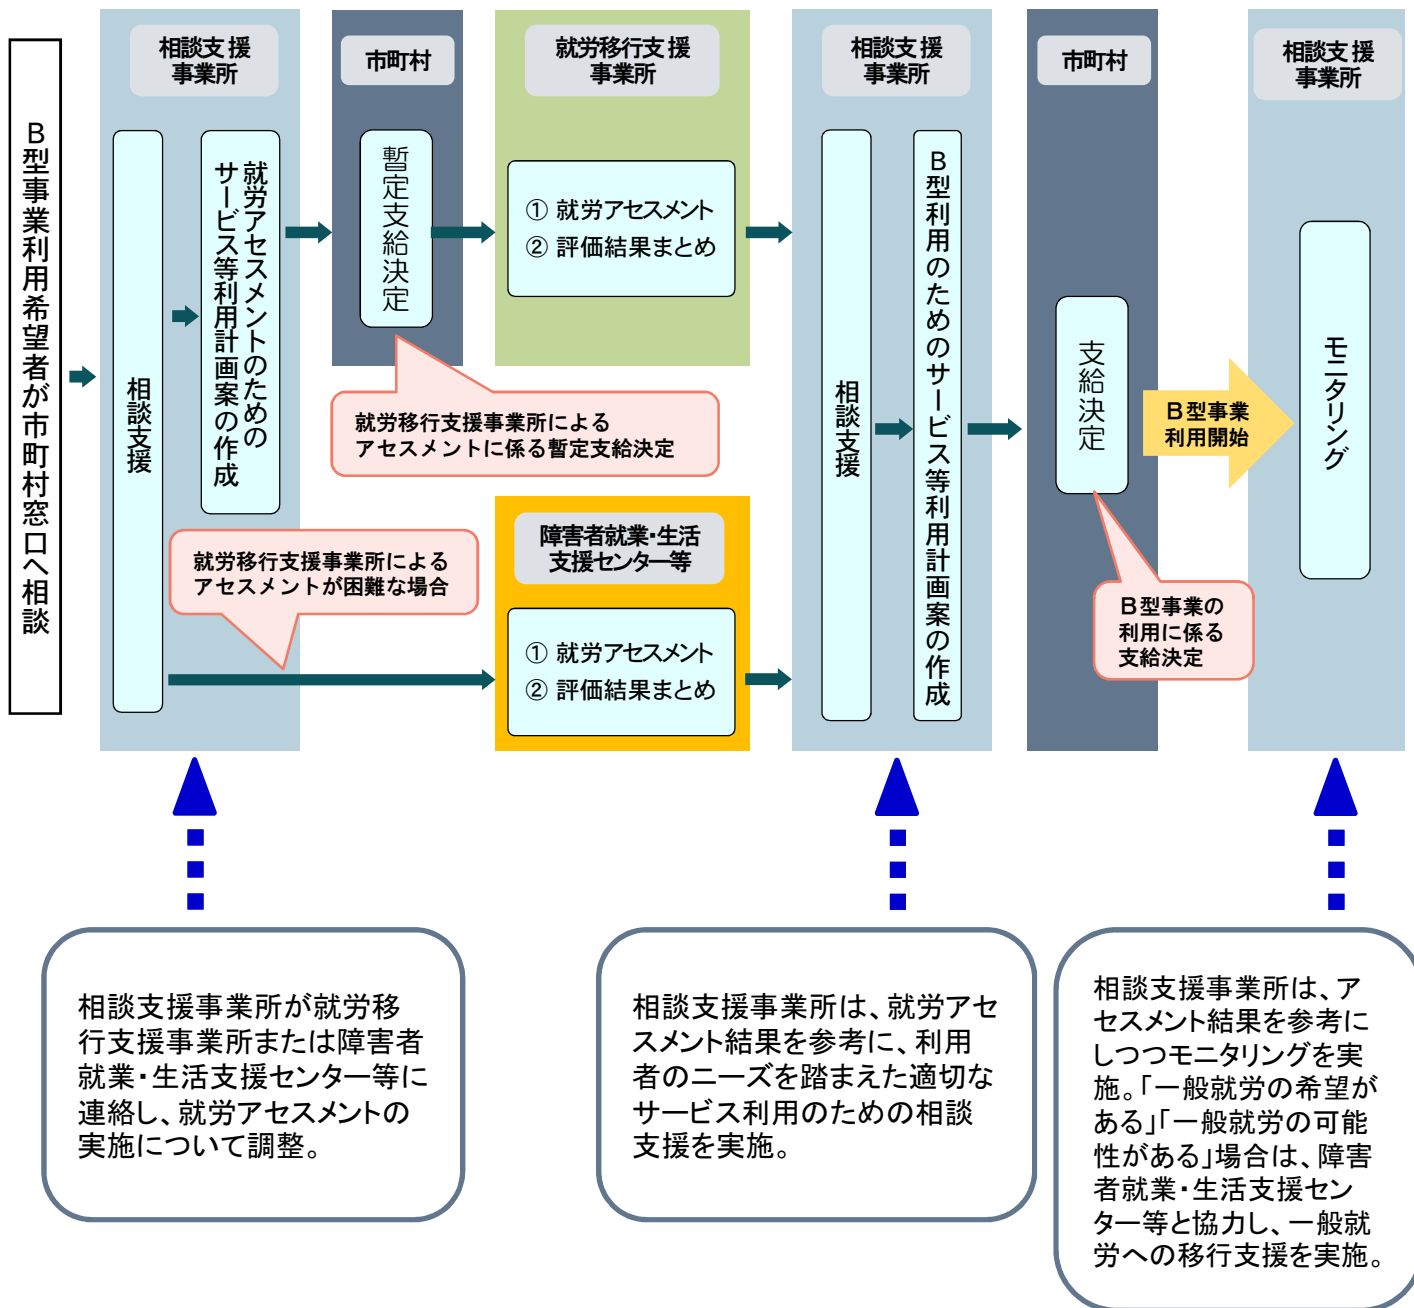 B型事業利用希望者が市町村窓口へ相談
相談支援
事業所
相談支援
就労アセスメントのための
サービス等利用計画案の作成
市町村
暫定支給決定
就労移行支援事業所による
アセスメントに係る暫定支給決定
就労移行支援
事業所
① 就労アセスメント
② 評価結果まとめ
就労移行支援事業所による
アセスメントが困難な場合
障害者就業・生活
支援センター等
① 就労アセスメント
② 評価結果まとめ
相談支援
事業所
相談支援
B型利用のためのサービス等利用計画案の作成
市町村
支給決定
B型事業の
利用に係る
支給決定
B型事業
利用開始
相談支援
事業所
モニタリング
相談支援事業所が就労移
行支援事業所または障害者
就業・生活支援センター等に
連絡し、就労アセスメントの
実施について調整。
相談支援事業所は、就労アセ
スメント結果を参考に、利用
者のニーズを踏まえた適切な
サービス利用のための相談
支援を実施。
相談支援事業所は、ア
セスメント結果を参考に
しつつモニタリングを実
施。「一般就労の希望が
ある」「一般就労の可能
性がある」場合は、障害
者就業・生活支援セン
ター等と協力し、一般就
労への移行支援を実施。